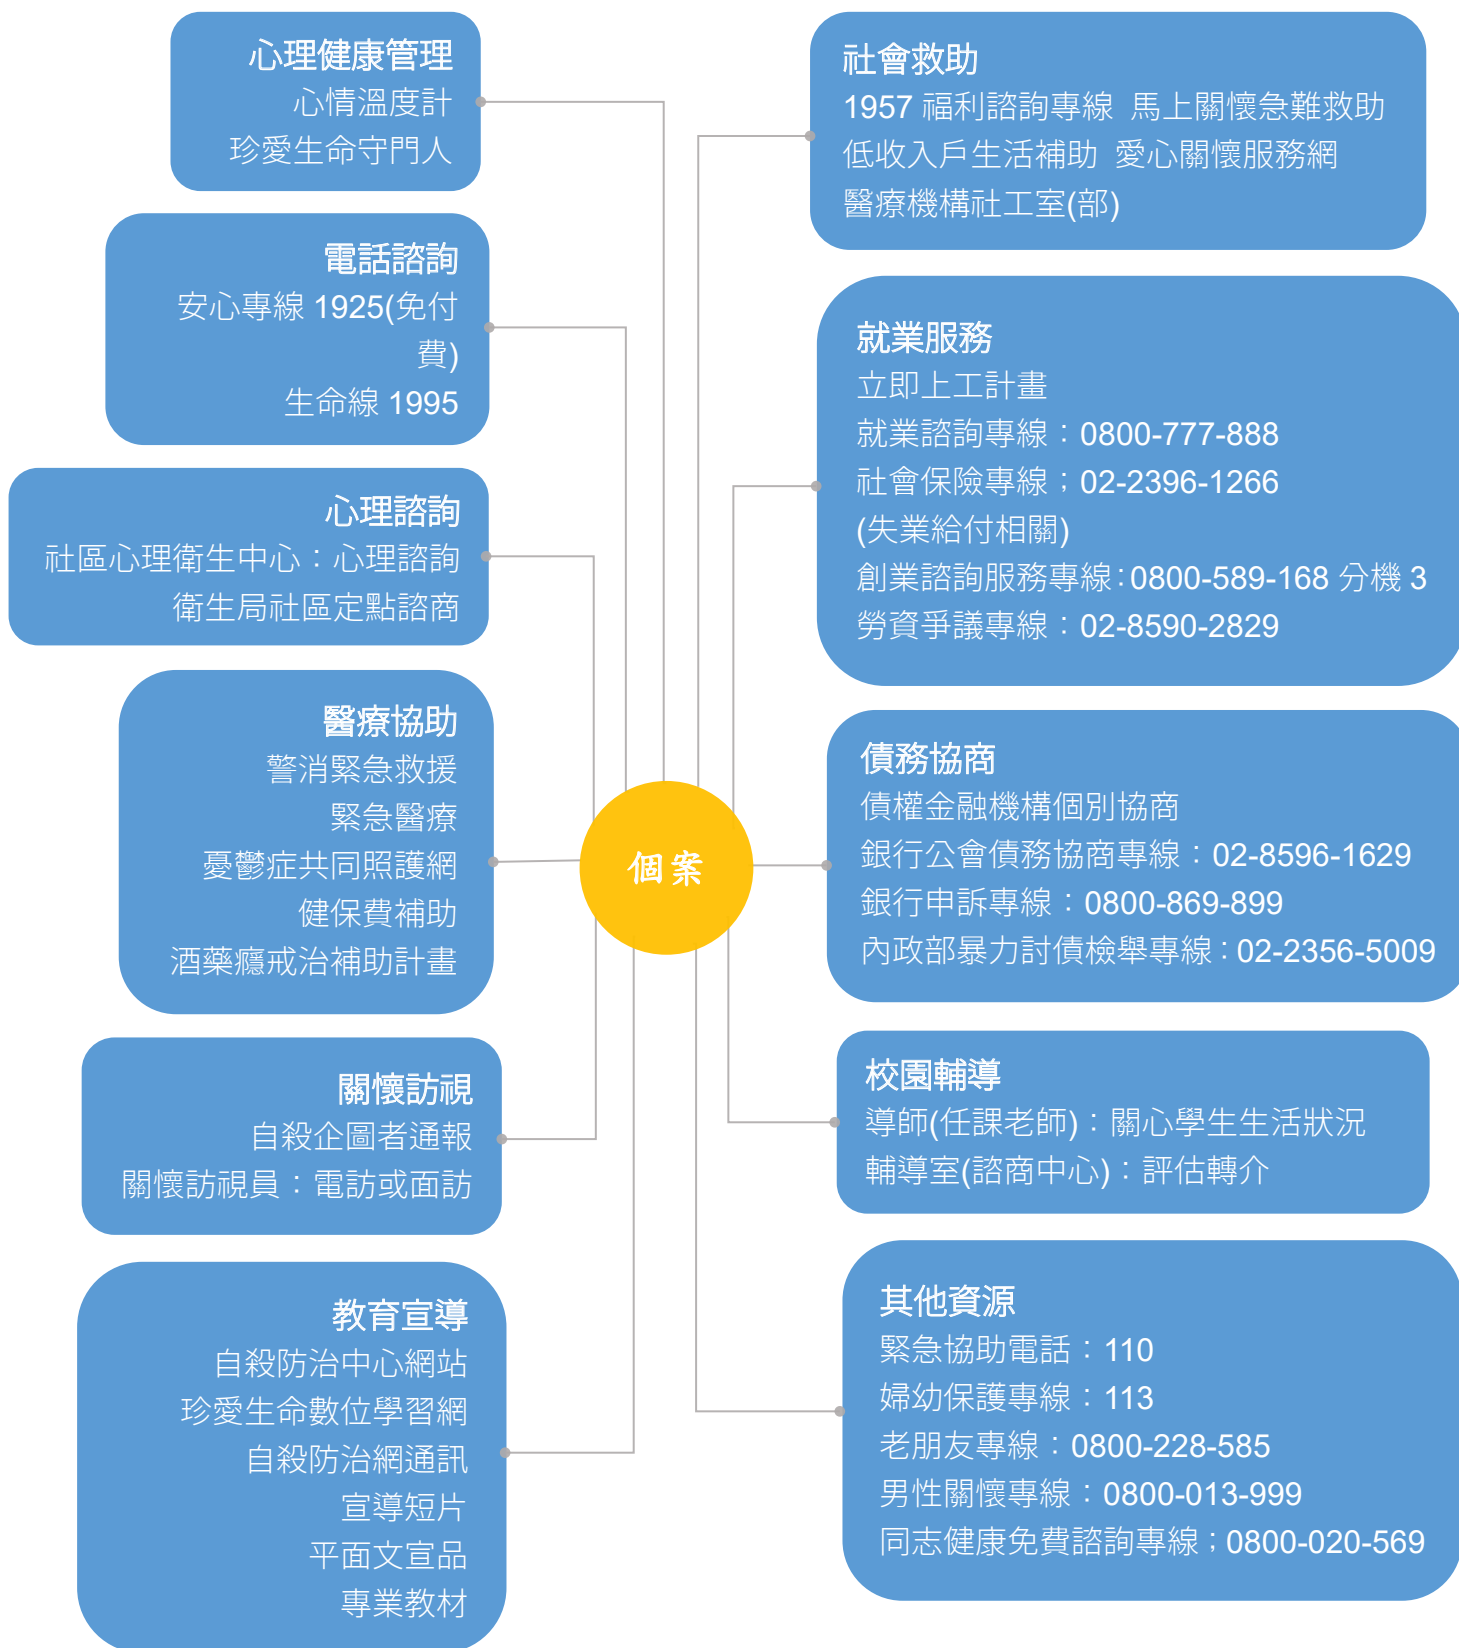 心理健康管理
心情溫度計
珍愛生命守門人
電話諮詢
安心專線 1925(免付
費)
生命線 1995
心理諮詢
社區心理衛生中心：心理諮詢
衛生局社區定點諮商
醫療協助
警消緊急救援
緊急醫療
憂鬱症共同照護網
健保費補助
酒藥癮戒治補助計畫
關懷訪視
自殺企圖者通報
關懷訪視員：電訪或面訪
教育宣導
自殺防治中心網站
珍愛生命數位學習網
自殺防治網通訊
宣導短片
平面文宣品
專業教材
個案
社會救助
1957 福利諮詢專線 馬上關懷急難救助
低收入戶生活補助 愛心關懷服務網
醫療機構社工室(部)
就業服務
立即上工計畫
就業諮詢專線：0800-777-888
社會保險專線；02-2396-1266
(失業給付相關)
創業諮詢服務專線：0800-589-168 分機 3
勞資爭議專線：02-8590-2829
債務協商
債權金融機構個別協商
銀行公會債務協商專線：02-8596-1629
銀行申訴專線：0800-869-899
內政部暴力討債檢舉專線：02-2356-5009
校園輔導
導師(任課老師)：關心學生生活狀況
輔導室(諮商中心)：評估轉介
其他資源
緊急協助電話：110
婦幼保護專線：113
老朋友專線：0800-228-585
男性關懷專線：0800-013-999
同志健康免費諮詢專線；0800-020-569